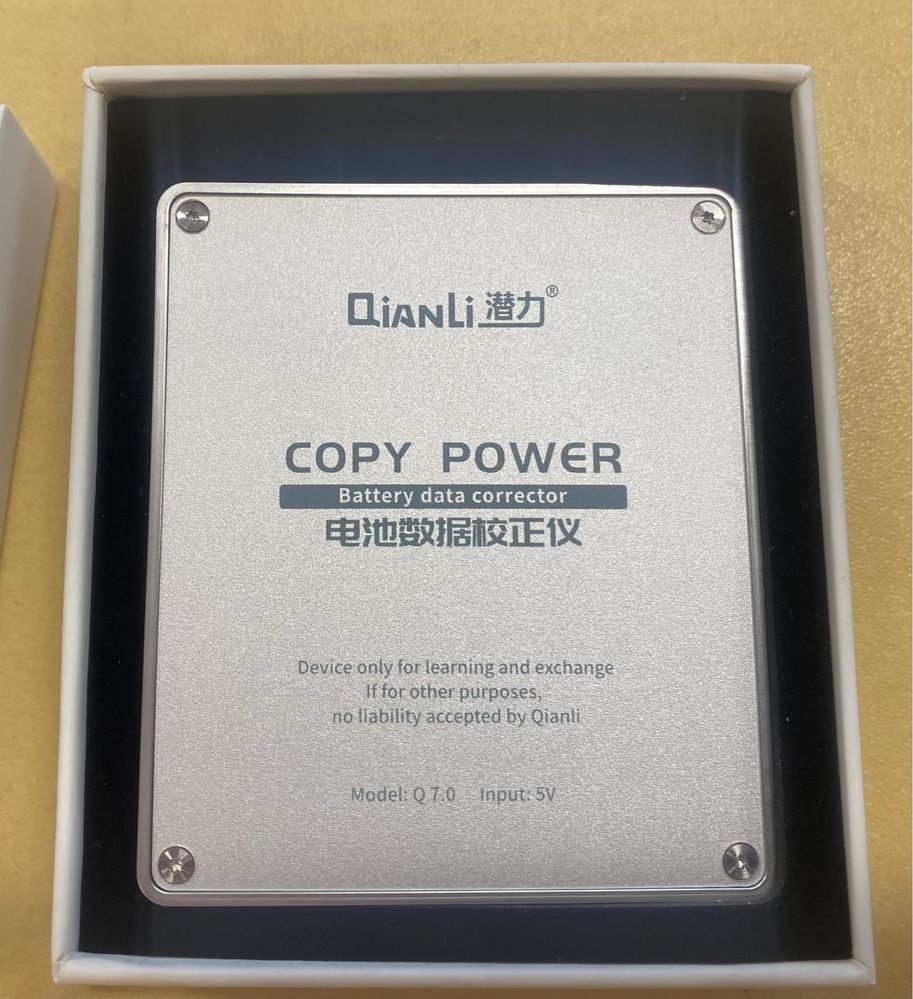 QiANLi 潜力®
COPY POWER
Battery data corrector
电池数据校正仪
Device only for learning and exchange
If for other purposes,
no liability accepted by Qianli
Model: Q 7.0 Input: 5V